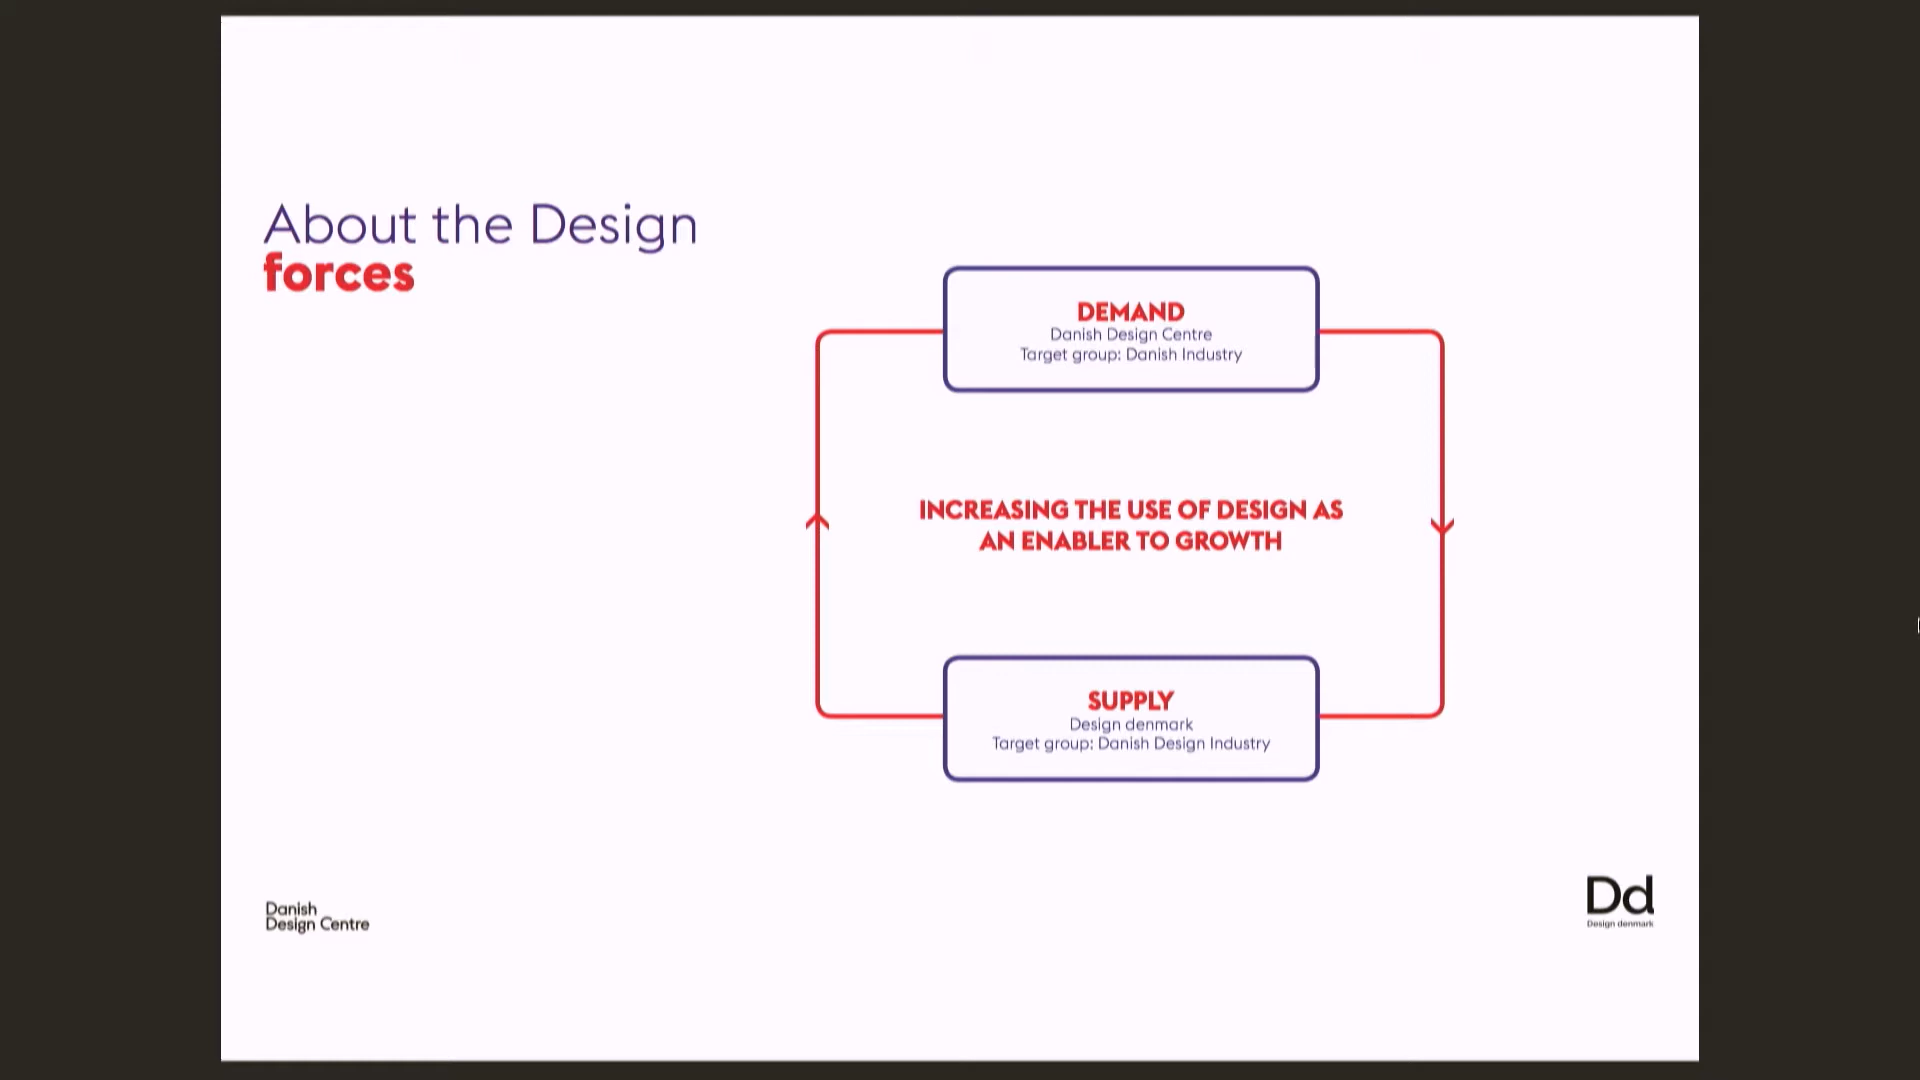 About the Design
forces
DEMAND
Danish Design Centre
Target group: Danish Industry
INCREASING THE USE OF DESIGN AS
AN ENABLER TO GROWTH
SUPPLY
Design denmark
Target group: Danish Design Industry
Danish
Design Centre
Dd
Design denmark